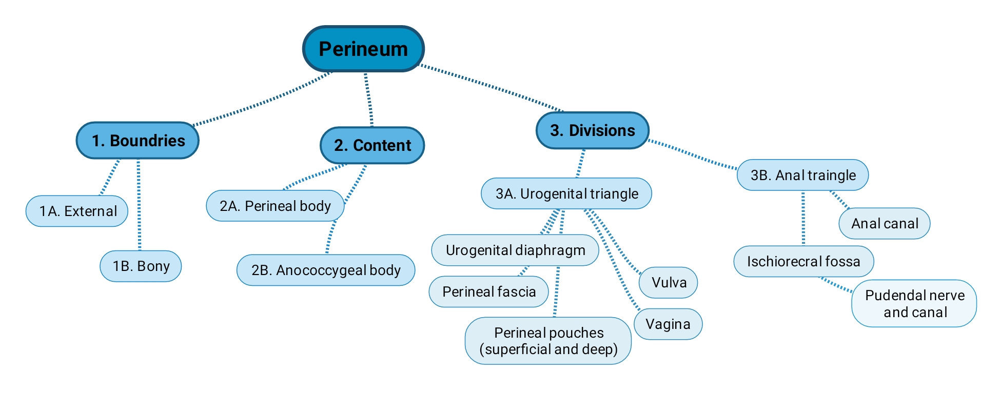 Perineum
1. Boundries
1A. External
1B. Bony
2. Content
2A. Perineal body
2B. Anococcygeal body
3. Divisions
3A. Urogenital triangle
Urogenital diaphragm
Perineal fascia
Perineal pouches
(superficial and deep)
Vulva
Vagina
3B. Anal traingle
Anal canal
Ischiorecral fossa
Pudendal nerve
and canal